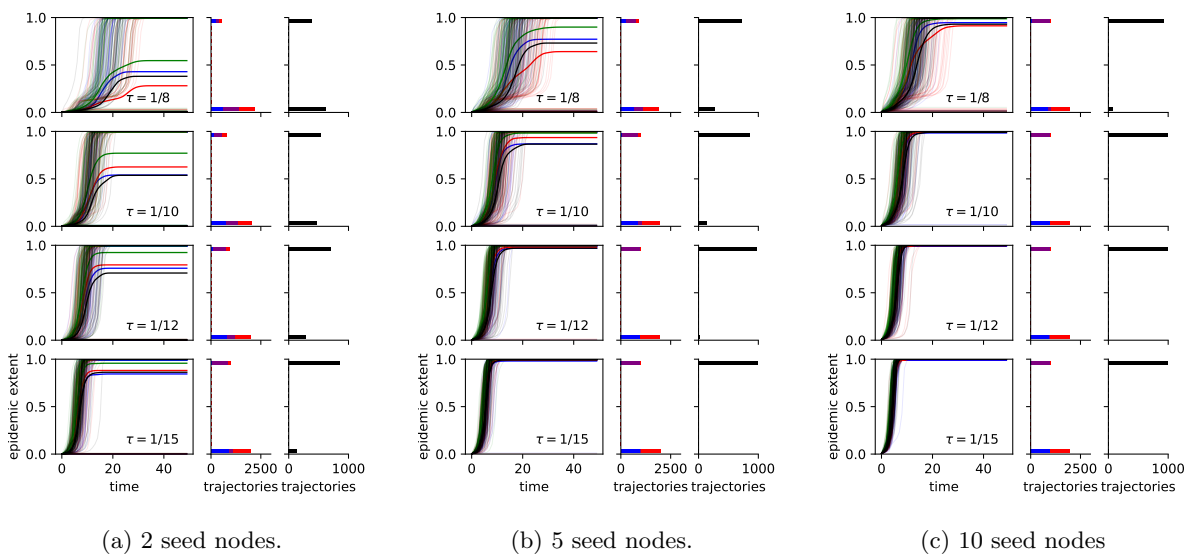 1.0
0.5
0.0
τ = 1/8
1.0
0.5
0.0
τ = 1/10
1.0
0.5
0.0
τ = 1/12
1.0
0.5
0.0
τ = 1/15
epidemic extent
0 20 40
time
0 2500
trajectories
0 1000
trajectories
(a) 2 seed nodes.
1.0
0.5
0.0
τ = 1/8
1.0
0.5
0.0
τ = 1/10
1.0
0.5
0.0
τ = 1/12
1.0
0.5
0.0
τ = 1/15
epidemic extent
0 20 40
time
0 2500
trajectories
0 1000
trajectories
(b) 5 seed nodes.
1.0
0.5
0.0
τ = 1/8
1.0
0.5
0.0
τ = 1/10
1.0
0.5
0.0
τ = 1/12
1.0
0.5
0.0
τ = 1/15
epidemic extent
0 20 40
time
0 2500
trajectories
0 1000
trajectories
(c) 10 seed nodes